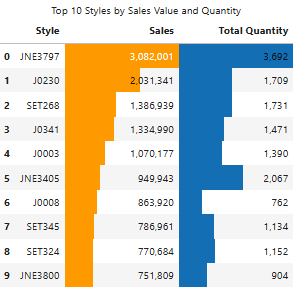 Top 10 Styles by Sales Value and Quantity
Style Sales Total Quantity
0 JNE3797 3,082,001 3,692
1 J0230 2,031,341 1,709
2 SET268 1,386,939 1,731
3 J0341 1,334,990 1,471
4 J0003 1,070,177 1,390
5 JNE3405 949,943 2,067
6 J0008 863,920 762
7 SET345 786,961 1,134
8 SET324 770,684 1,152
9 JNE3800 751,809 904